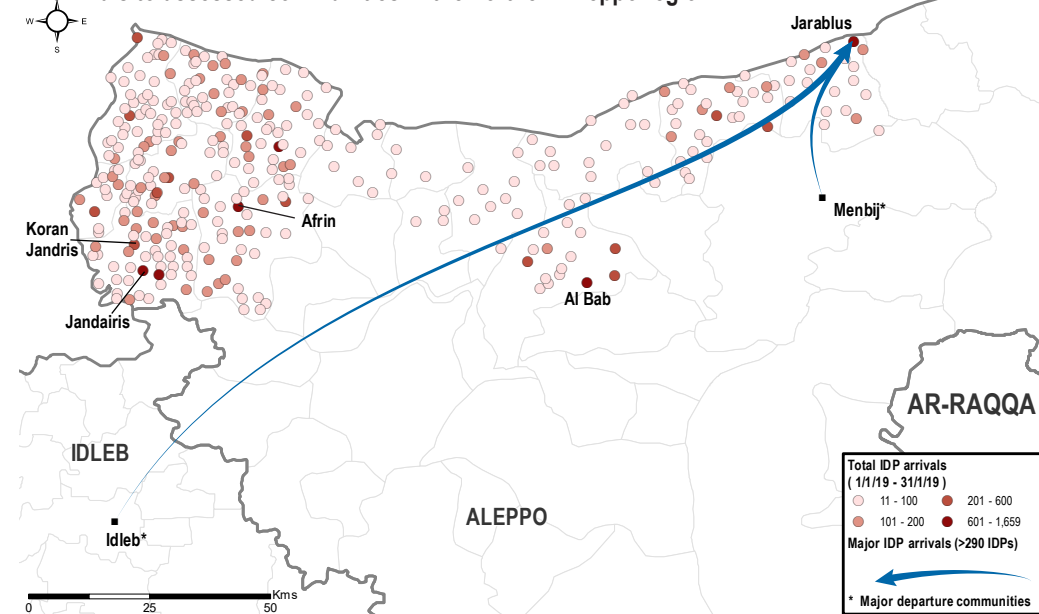 N
W E
S
Jarablus
Afrin
Koran
Jandris
Menbij*
Al Bab
Jandairis
AR-RAQQA
IDLEB
ALEPPO
Idleb*
Total IDP arrivals
( 1/1/19 - 31/1/19 )
11 - 100 201 - 600
101 - 200 601 - 1,659
Major IDP arrivals (>290 IDPs)
* Major departure communities
Kms
0 25 50